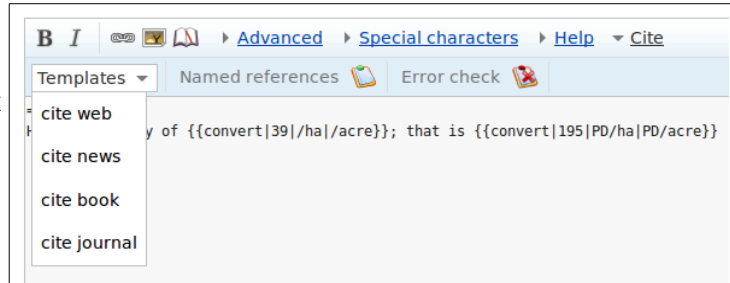 B I Advanced Special characters Help Cite
Templates Named references Error check
cite web
y of {{convert|39|/ha|/acre}}; that is {{convert|195|PD/ha|PD/acre}}
cite news
cite book
cite journal